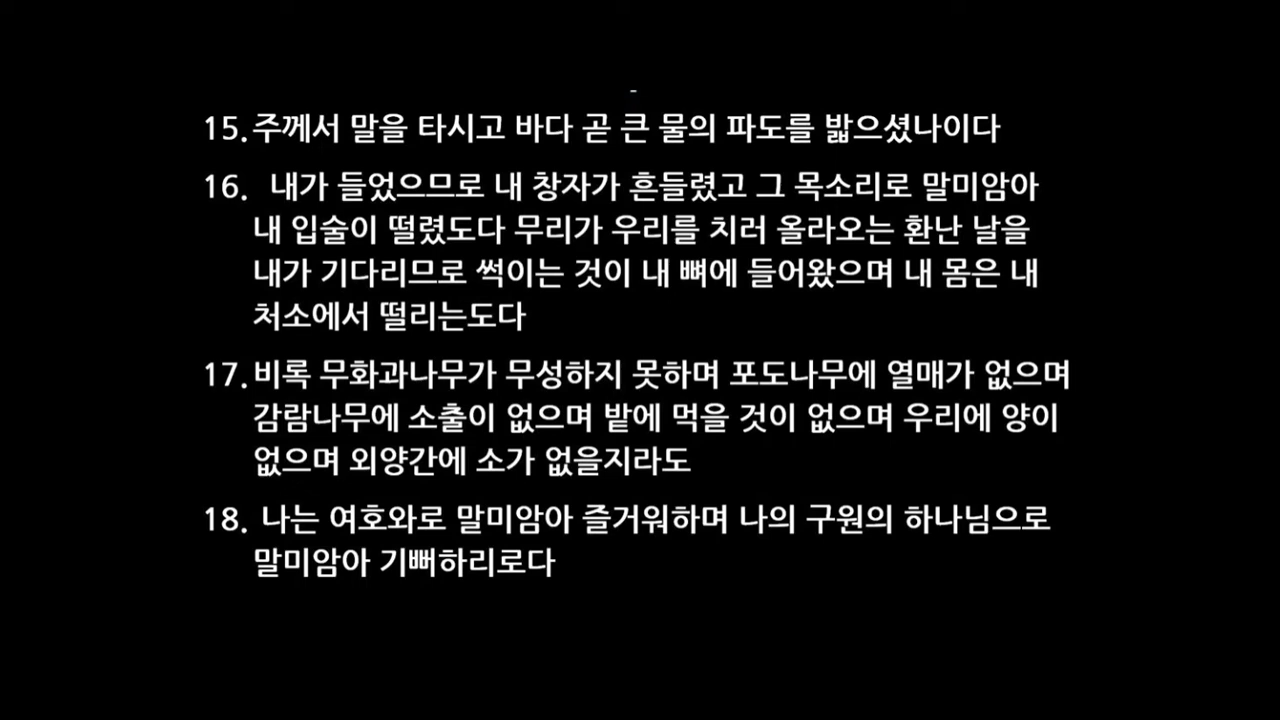 -
15. 주께서 말을 타시고 바다 곧 큰 물의 파도를 밟으셨나이다
16. 내가 들었으므로 내 창자가 흔들렸고 그 목소리로 말미암아
내 입술이 떨렸도다 무리가 우리를 치러 올라오는 환난 날을
내가 기다리므로 썩이는 것이 내 뼈에 들어왔으며 내 몸은 내
처소에서 떨리는도다
17. 비록 무화과나무가 무성하지 못하며 포도나무에 열매가 없으며
감람나무에 소출이 없으며 밭에 먹을 것이 없으며 우리에 양이
없으며 외양간에 소가 없을지라도
18. 나는 여호와로 말미암아 즐거워하며 나의 구원의 하나님으로
말미암아 기뻐하리로다